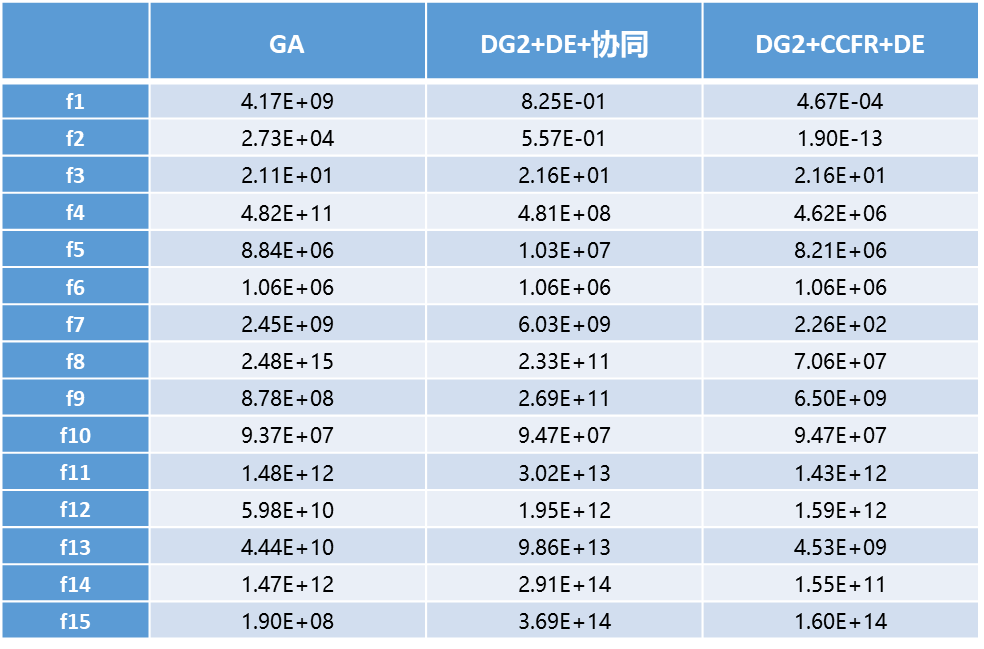 GA DG2+DE+协同 DG2+CCFR+DE
f1 4.17E+09 8.25E-01 4.67E-04
f2 2.73E+04 5.57E-01 1.90E-13
f3 2.11E+01 2.16E+01 2.16E+01
f4 4.82E+11 4.81E+08 4.62E+06
f5 8.84E+06 1.03E+07 8.21E+06
f6 1.06E+06 1.06E+06 1.06E+06
f7 2.45E+09 6.03E+09 2.26E+02
f8 2.48E+15 2.33E+11 7.06E+07
f9 8.78E+08 2.69E+11 6.50E+09
f10 9.37E+07 9.47E+07 9.47E+07
f11 1.48E+12 3.02E+13 1.43E+12
f12 5.98E+10 1.95E+12 1.59E+12
f13 4.44E+10 9.86E+13 4.53E+09
f14 1.47E+12 2.91E+14 1.55E+11
f15 1.90E+08 3.69E+14 1.60E+14